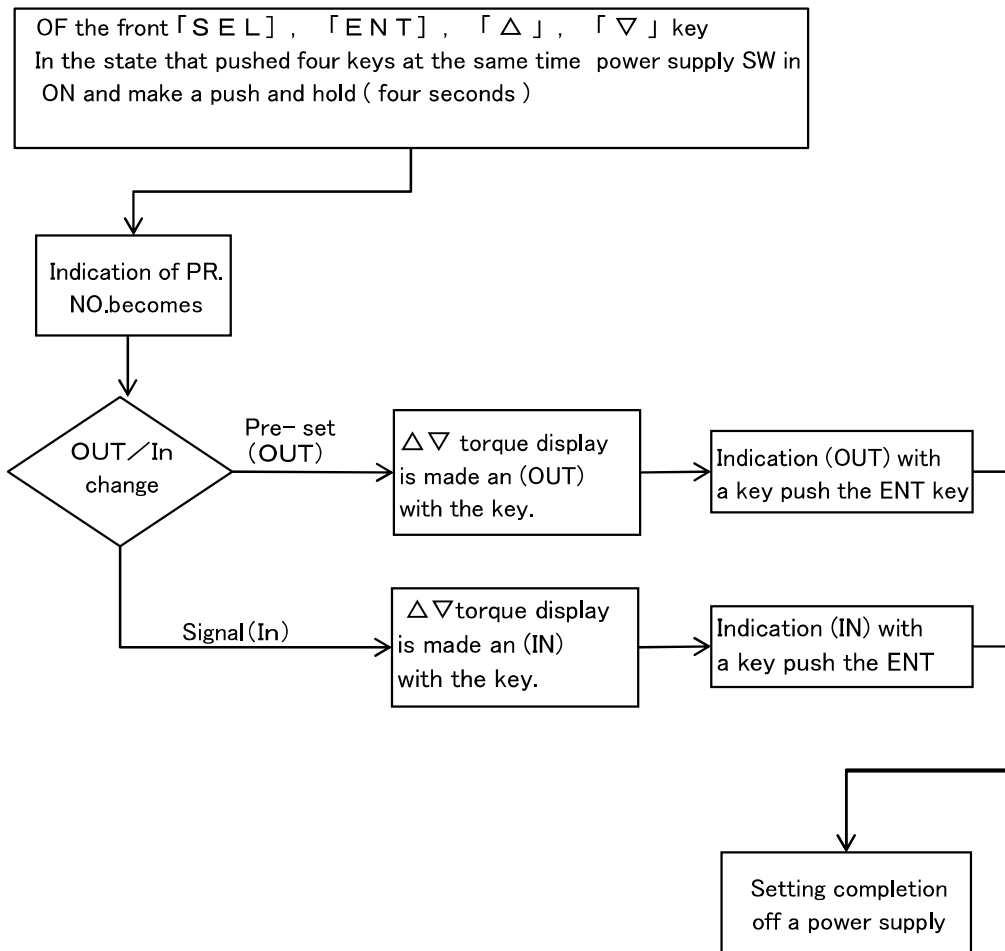 OF the front「ＳＥＬ］， 「ＥＮＴ］， 「△」， 「▽」key
In the state that pushed four keys at the same time power supply SW in
ON and make a push and hold ( four seconds )
Indication of PR.
NO.becomes
OUT／In
change
Pre- set
(OUT)
△▽ torque display
is made an (OUT)
with the key.
Indication (OUT) with
a key push the ENT key
Signal(In)
△▽torque display
is made an (IN)
with the key.
Indication (IN) with
a key push the ENT
Setting completion
off a power supply